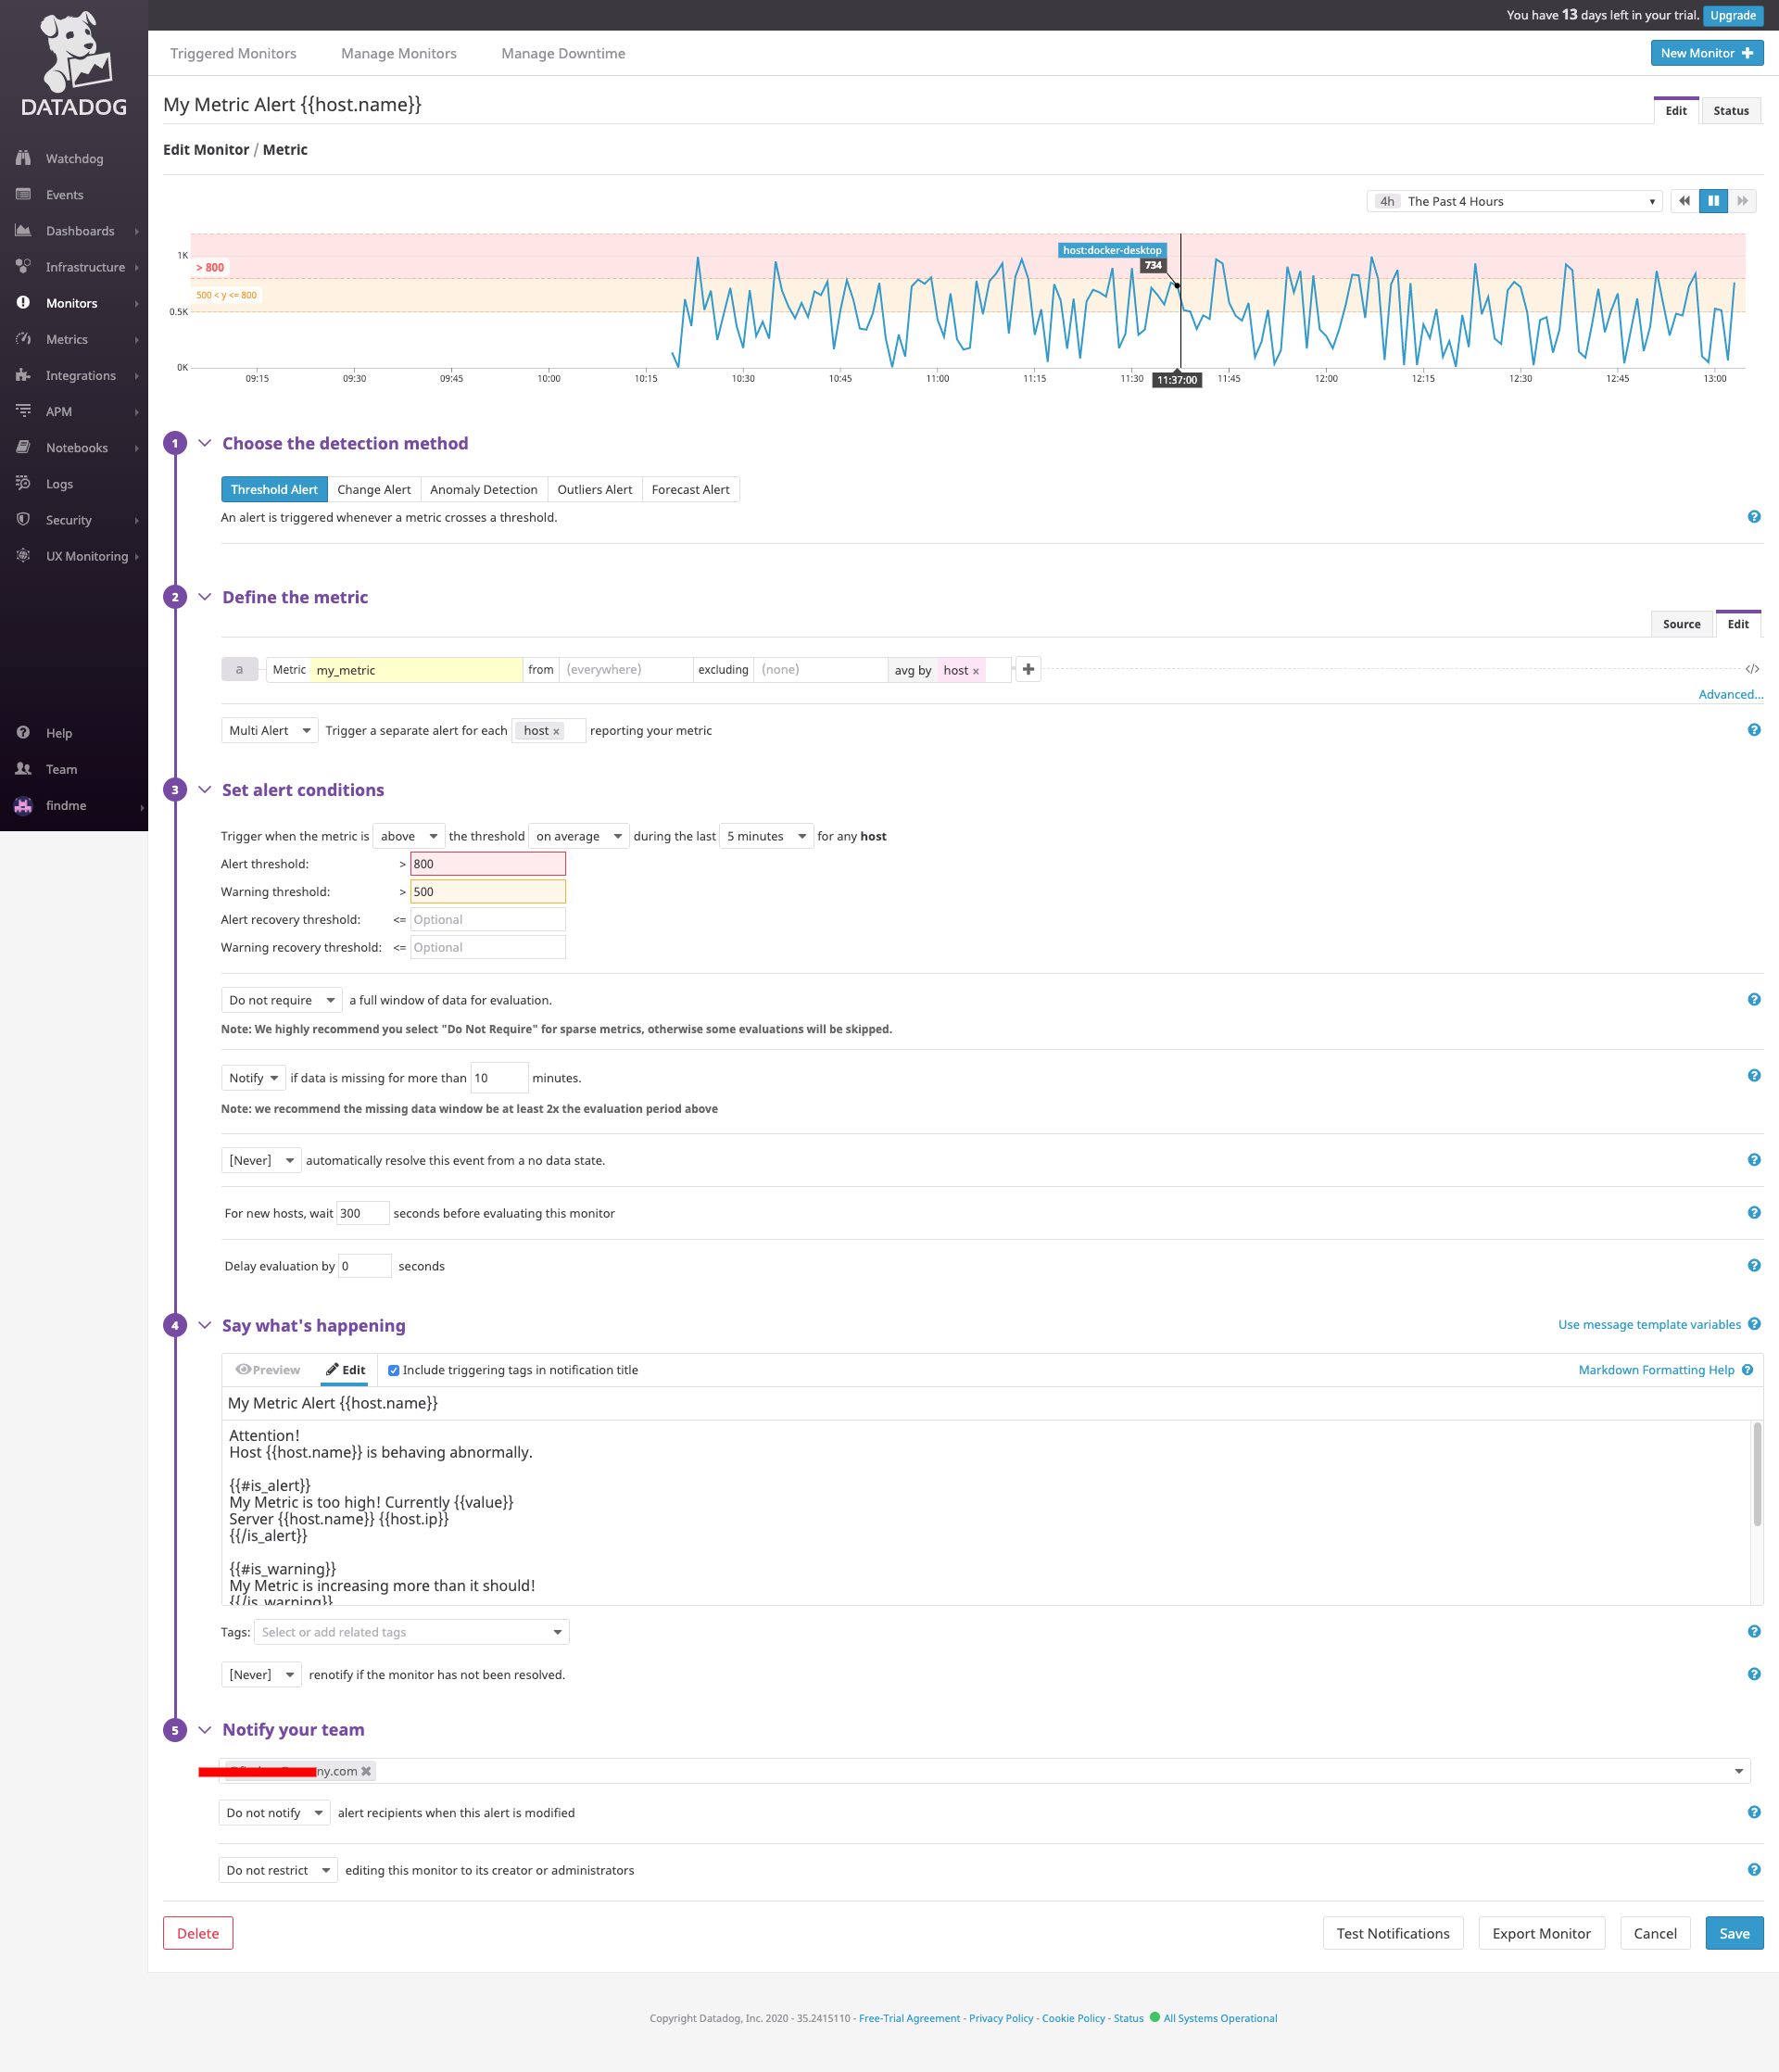 You have 13 days left in your trial. Upgrade
DATADOG
Watchdog
Events
Dashboards
Infrastructure
Monitors
Metrics
Integrations
APM
Notebooks
Logs
Security
UX Monitoring
Help
Team
findme
Triggered Monitors Manage Monitors Manage Downtime New Monitor
My Metric Alert {{host.name}} Edit Status
Edit Monitor / Metric
4h The Past 4 Hours
host:docker-desktop
734
1K
> 800
500 < y <= 800
0.5K
0K
09:15 09:30 09:45 10:00 10:15 10:30 10:45 11:00 11:15 11:30 11:37:00 11:45 12:00 12:15 12:30 12:45 13:00
1 Choose the detection method
Threshold Alert Change Alert Anomaly Detection Outliers Alert Forecast Alert
An alert is triggered whenever a metric crosses a threshold.
2 Define the metric
Source Edit
a Metric my_metric from (everywhere) excluding (none) avg by host × </>
Advanced...
Multi Alert Trigger a separate alert for each host × reporting your metric
3 Set alert conditions
Trigger when the metric is above the threshold on average during the last 5 minutes for any host
Alert threshold: > 800
Warning threshold: > 500
Alert recovery threshold: <= Optional
Warning recovery threshold: <= Optional
Do not require a full window of data for evaluation.
Note: We highly recommend you select "Do Not Require" for sparse metrics, otherwise some evaluations will be skipped.
Notify if data is missing for more than 10 minutes.
Note: we recommend the missing data window be at least 2x the evaluation period above
[Never] automatically resolve this event from a no data state.
For new hosts, wait 300 seconds before evaluating this monitor
Delay evaluation by 0 seconds
4 Say what's happening Use message template variables
Preview Edit Include triggering tags in notification title Markdown Formatting Help
My Metric Alert {{host.name}}
Attention!
Host {{host.name}} is behaving abnormally.
{{#is_alert}}
My Metric is too high! Currently {{value}}
Server {{host.name}} {{host.ip}}
{{/is_alert}}
{{#is_warning}}
My Metric is increasing more than it should!
{{/is_warning}}
Tags: Select or add related tags
[Never] renotify if the monitor has not been resolved.
5 Notify your team
ny.com
Do not notify alert recipients when this alert is modified
Do not restrict editing this monitor to its creator or administrators
Delete Test Notifications Export Monitor Cancel Save
Copyright Datadog, Inc. 2020 - 35.2415110 - Free-Trial Agreement - Privacy Policy - Cookie Policy - Status All Systems Operational